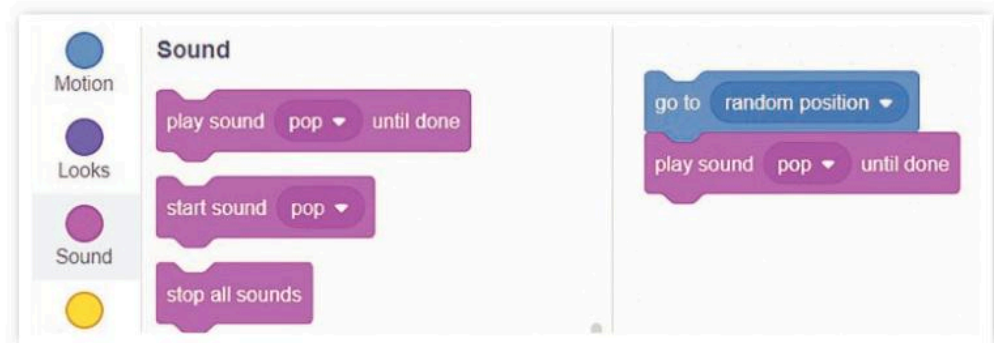 Motion
Looks
Sound
Sound
play sound pop until done
start sound pop
stop all sounds
go to random position
play sound pop until done